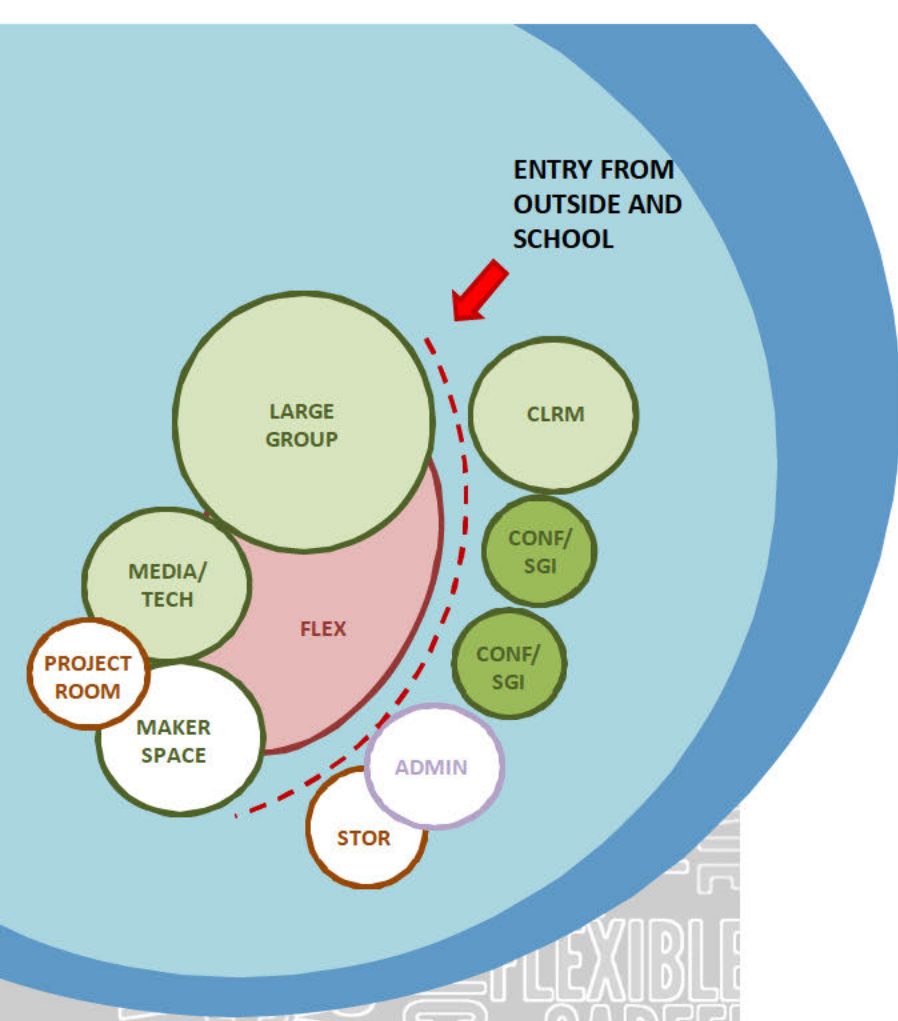 ENTRY FROM
OUTSIDE AND
SCHOOL
LARGE
GROUP
CLRM
CONF/
SGI
MEDIA/
TECH
FLEX
CONF/
SGI
PROJECT
ROOM
MAKER
SPACE
ADMIN
STOR
FLEXIBLE